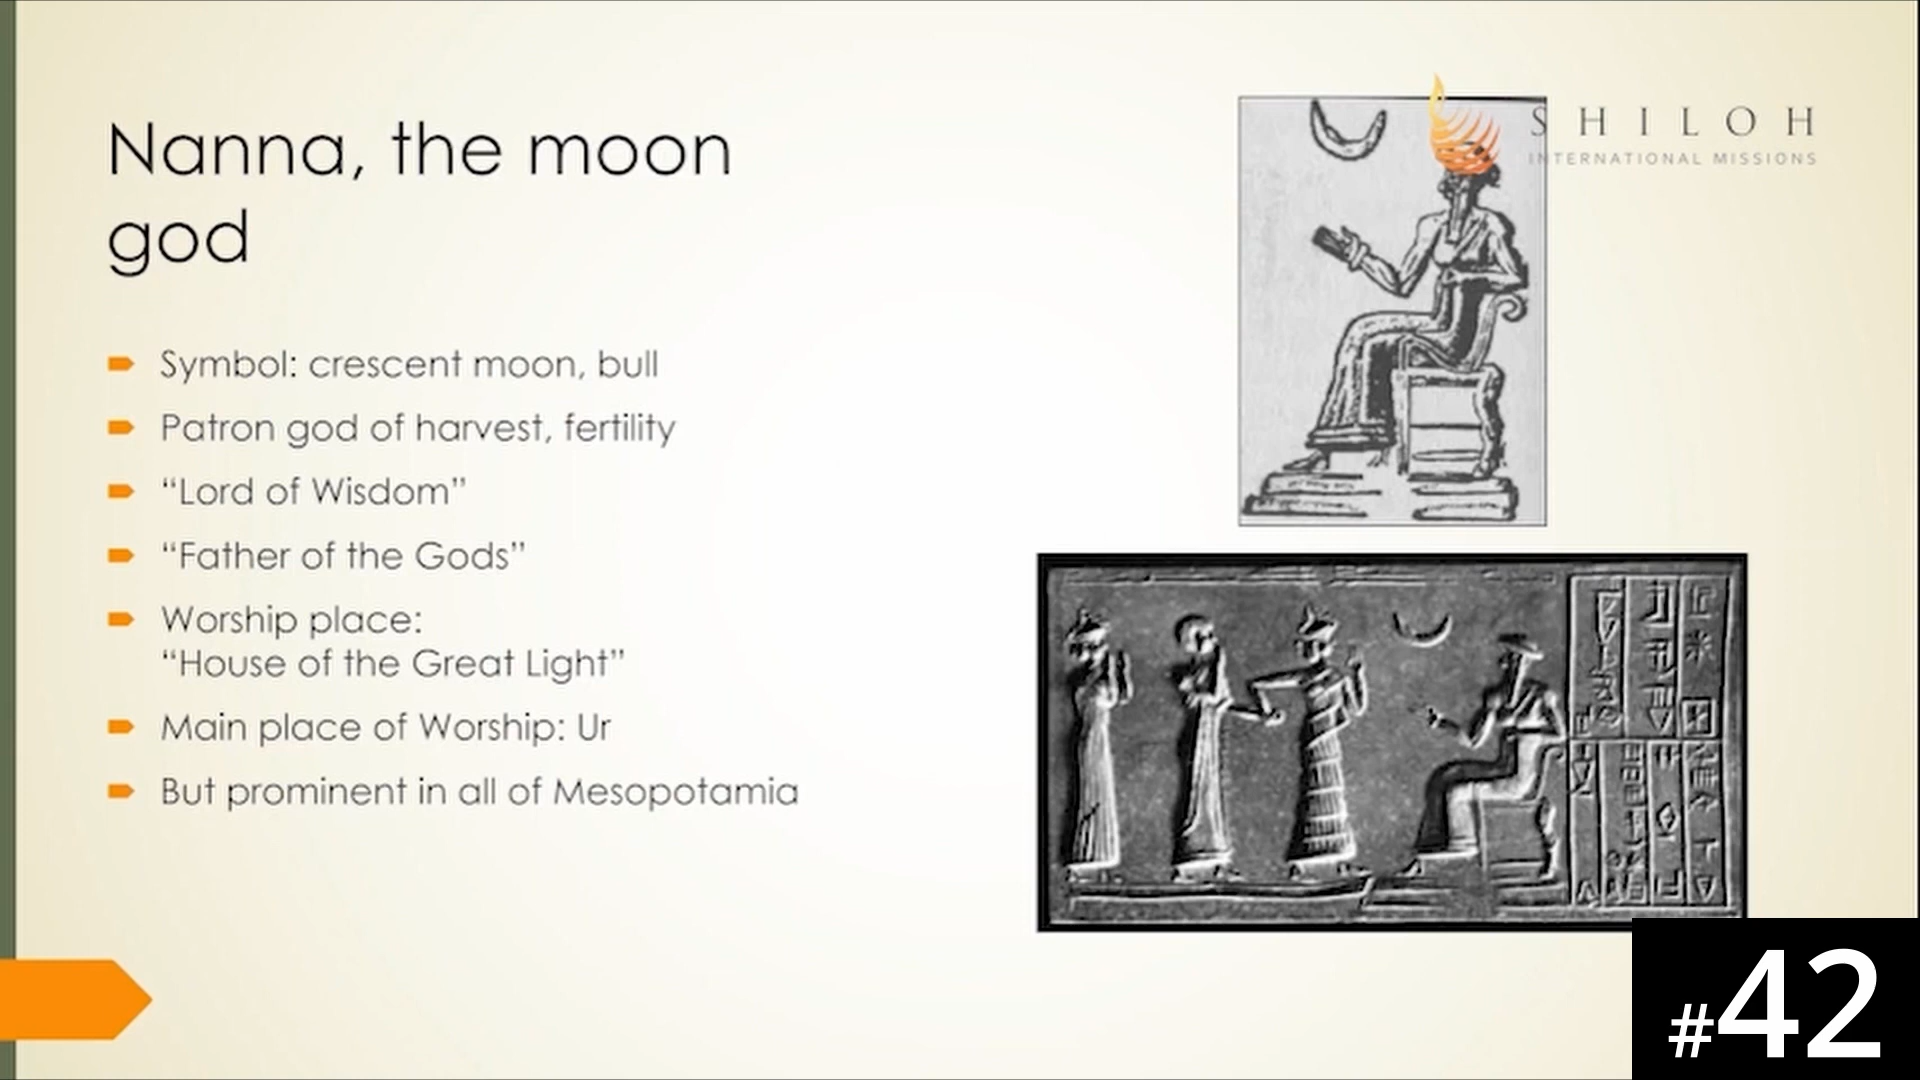 Nanna, the moon
god
SHILOH
INTERNATIONAL MISSIONS
Symbol: crescent moon, bull
Patron god of harvest, fertility
“Lord of Wisdom”
“Father of the Gods”
Worship place:
“House of the Great Light”
Main place of Worship: Ur
But prominent in all of Mesopotamia
#42